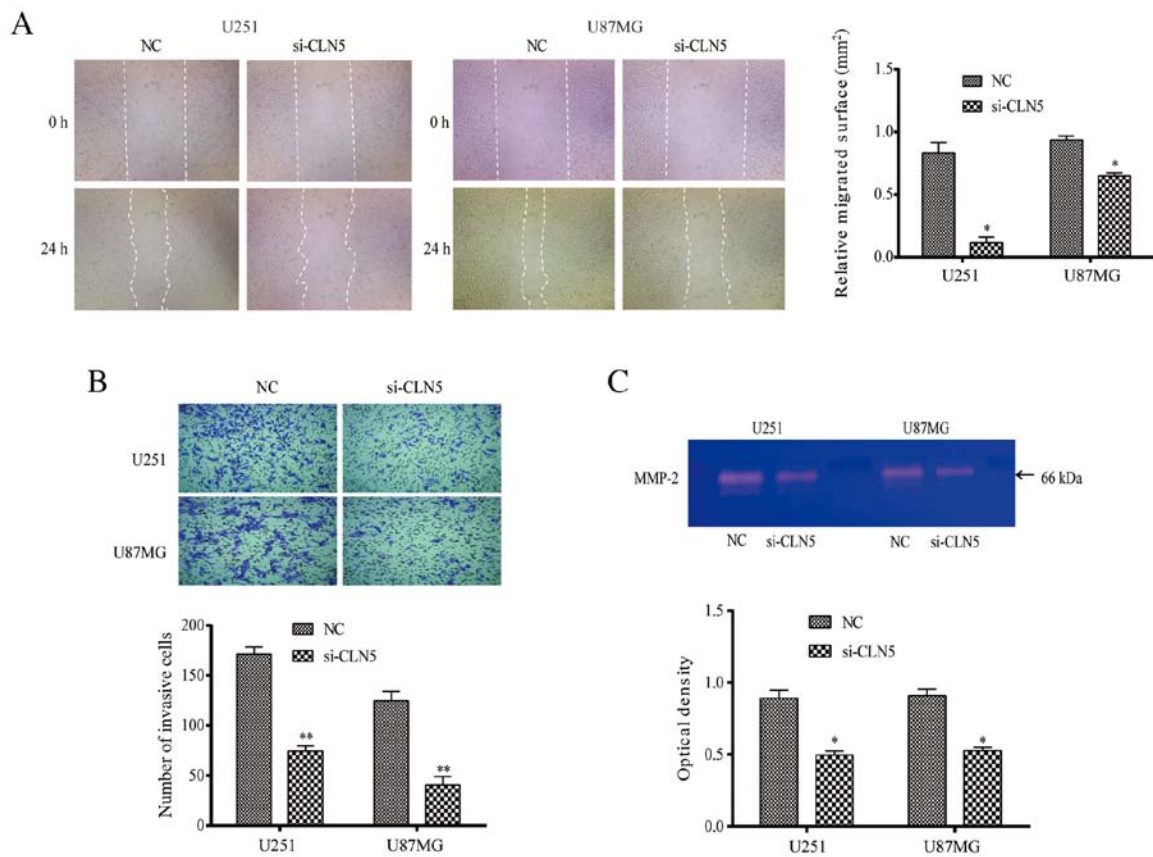 A
U251
U87MG
NC
si-CLN5
NC
si-CLN5
0 h
0 h
24 h
24 h
Relative migrated surface (mm²)
1.5
1.0
0.5
0.0
NC
si-CLN5
*
*
U251
U87MG
B
NC
si-CLN5
U251
U87MG
Number of invasive cells
200
150
100
50
0
NC
si-CLN5
**
**
U251
U87MG
C
U251
U87MG
MMP-2
← 66 kDa
NC
si-CLN5
NC
si-CLN5
Optical density
1.5
1.0
0.5
0.0
NC
si-CLN5
*
*
U251
U87MG